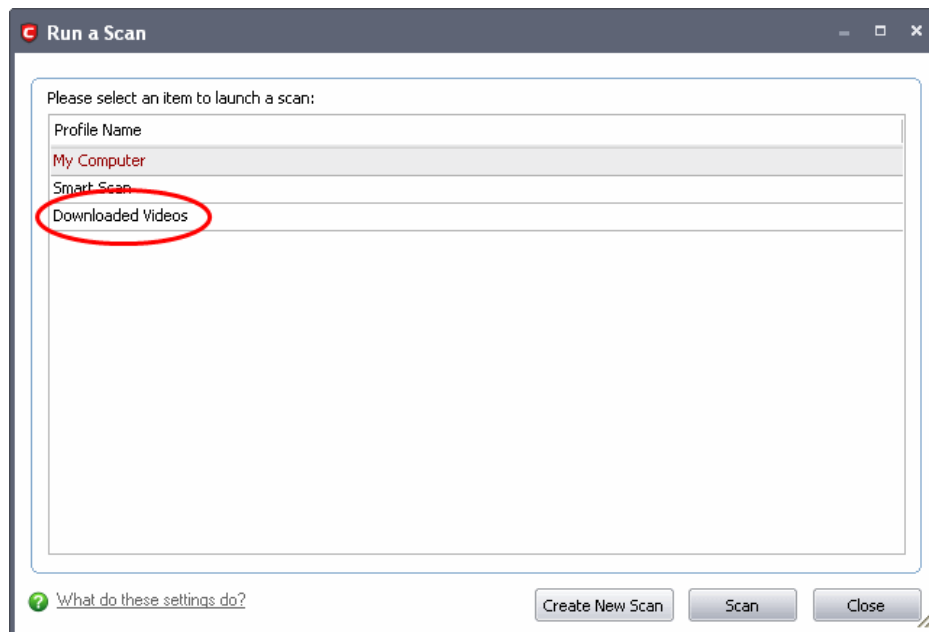 Run a Scan
Please select an item to launch a scan:
Profile Name
My Computer
Smart Scan
Downloaded Videos
What do these settings do?
Create New Scan
Scan
Close